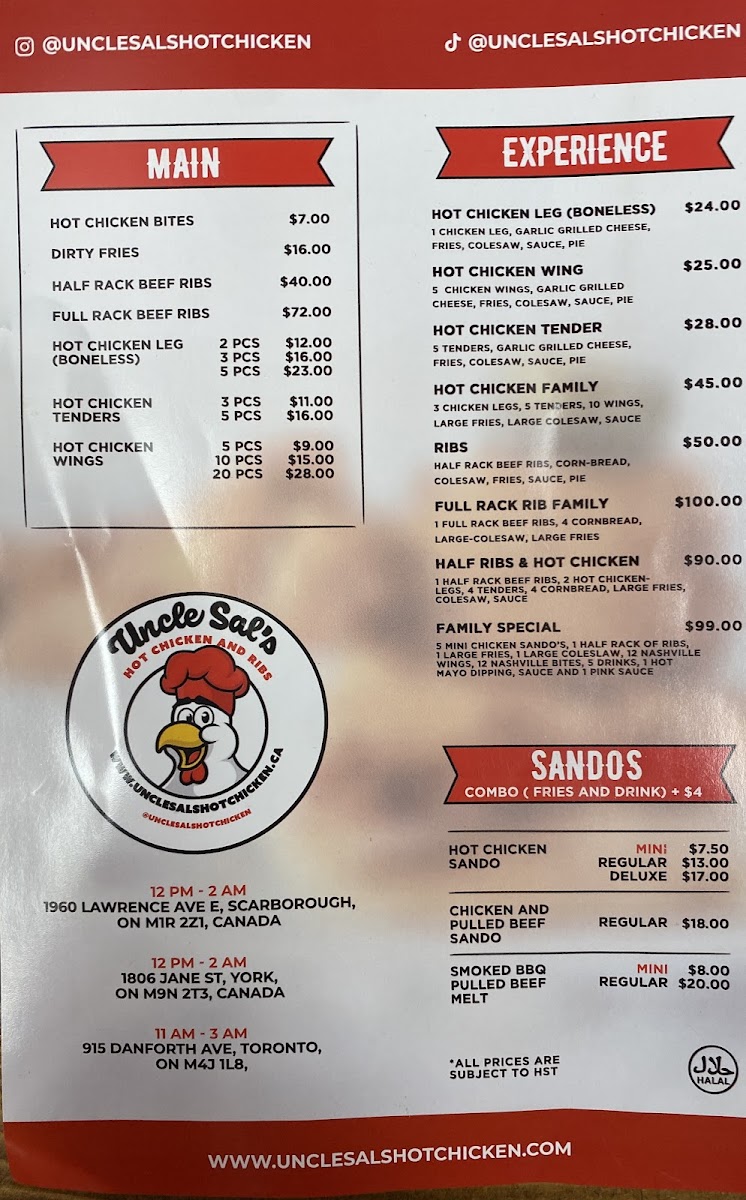 @UNCLESALSHOTCHICKEN
@UNCLESALSHOTCHICKEN
MAIN
HOT CHICKEN BITES $7.00
DIRTY FRIES $16.00
HALF RACK BEEF RIBS $40.00
FULL RACK BEEF RIBS $72.00
HOT CHICKEN LEG 2 PCS $12.00
(BONELESS) 3 PCS $16.00
5 PCS $23.00
HOT CHICKEN 3 PCS $11.00
TENDERS 5 PCS $16.00
HOT CHICKEN 5 PCS $9.00
WINGS 10 PCS $15.00
20 PCS $28.00
Uncle Sal's
HOT CHICKEN AND RIBS
WWW.UNCLESALSHOTCHICKEN.CA
@UNCLESALSHOTCHICKEN
12 PM - 2 AM
1960 LAWRENCE AVE E, SCARBOROUGH,
ON M1R 2Z1, CANADA
12 PM - 2 AM
1806 JANE ST, YORK,
ON M9N 2T3, CANADA
11 AM - 3 AM
915 DANFORTH AVE, TORONTO,
ON M4J 1L8,
EXPERIENCE
HOT CHICKEN LEG (BONELESS) $24.00
1 CHICKEN LEG, GARLIC GRILLED CHEESE,
FRIES, COLESAW, SAUCE, PIE
HOT CHICKEN WING $25.00
5 CHICKEN WINGS, GARLIC GRILLED
CHEESE, FRIES, COLESAW, SAUCE, PIE
HOT CHICKEN TENDER $28.00
5 TENDERS, GARLIC GRILLED CHEESE,
FRIES, COLESAW, SAUCE, PIE
HOT CHICKEN FAMILY $45.00
3 CHICKEN LEGS, 5 TENDERS, 10 WINGS,
LARGE FRIES, LARGE COLESAW, SAUCE
RIBS $50.00
HALF RACK BEEF RIBS, CORN-BREAD,
COLESAW, FRIES, SAUCE, PIE
FULL RACK RIB FAMILY $100.00
1 FULL RACK BEEF RIBS, 4 CORNBREAD,
LARGE-COLESAW, LARGE FRIES
HALF RIBS & HOT CHICKEN $90.00
1 HALF RACK BEEF RIBS, 2 HOT CHICKEN-
LEGS, 4 TENDERS, 4 CORNBREAD, LARGE FRIES,
COLESAW, SAUCE
FAMILY SPECIAL $99.00
5 MINI CHICKEN SANDO'S, 1 HALF RACK OF RIBS,
1 LARGE FRIES, 1 LARGE COLESLAW, 12 NASHVILLE
WINGS, 12 NASHVILLE BITES, 5 DRINKS, 1 HOT
MAYO DIPPING, SAUCE AND 1 PINK SAUCE
SANDOS
COMBO ( FRIES AND DRINK) + $4
HOT CHICKEN MINI $7.50
SANDO REGULAR $13.00
DELUXE $17.00
CHICKEN AND
PULLED BEEF REGULAR $18.00
SANDO
SMOKED BBQ MINI $8.00
PULLED BEEF REGULAR $20.00
MELT
*ALL PRICES ARE
SUBJECT TO HST
حلال
HALAL
WWW.UNCLESALSHOTCHICKEN.COM